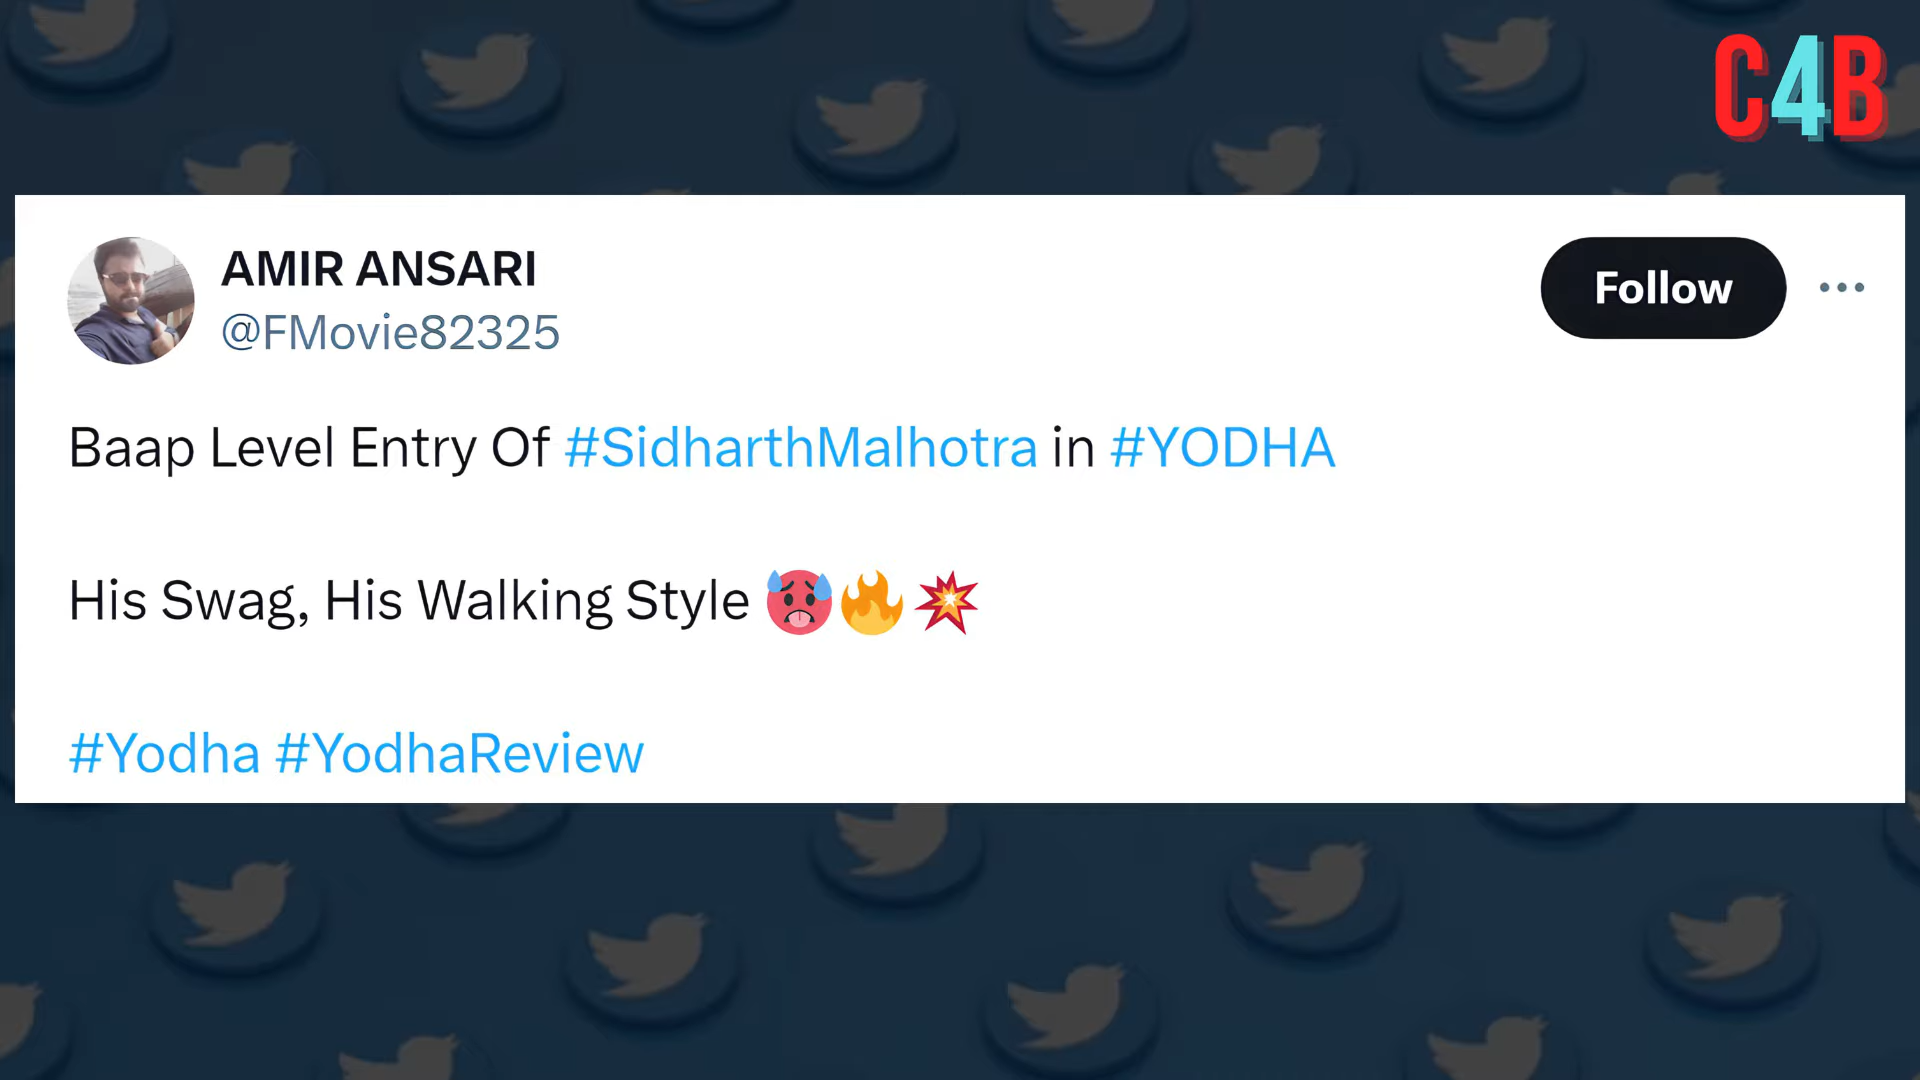 C4B
AMIR ANSARI
@FMovie82325
Follow
Baap Level Entry Of #SidharthMalhotra in #YODHA
His Swag, His Walking Style 🥵🔥💥
#Yodha #YodhaReview